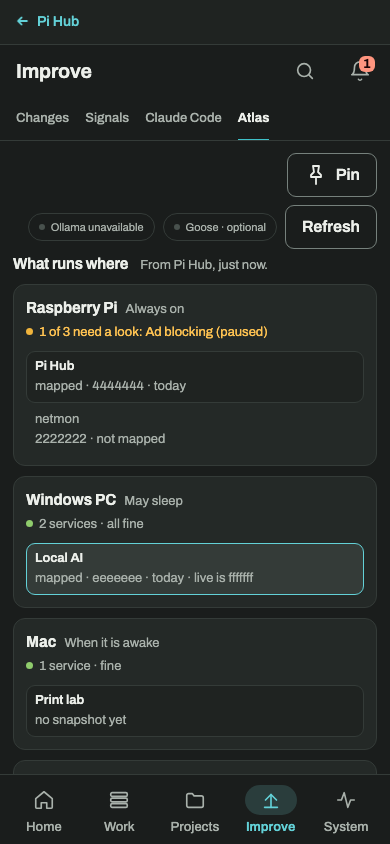 Pi Hub
Improve
1
Changes Signals Claude Code Atlas
Pin
Ollama unavailable Goose · optional Refresh
What runs where From Pi Hub, just now.
Raspberry Pi Always on
1 of 3 need a look: Ad blocking (paused)
Pi Hub
mapped · 4444444 · today
netmon
2222222 · not mapped
Windows PC May sleep
2 services · all fine
Local AI
mapped · eeeeeee · today · live is fffffff
Mac When it is awake
1 service · fine
Print lab
no snapshot yet
Home Work Projects Improve System